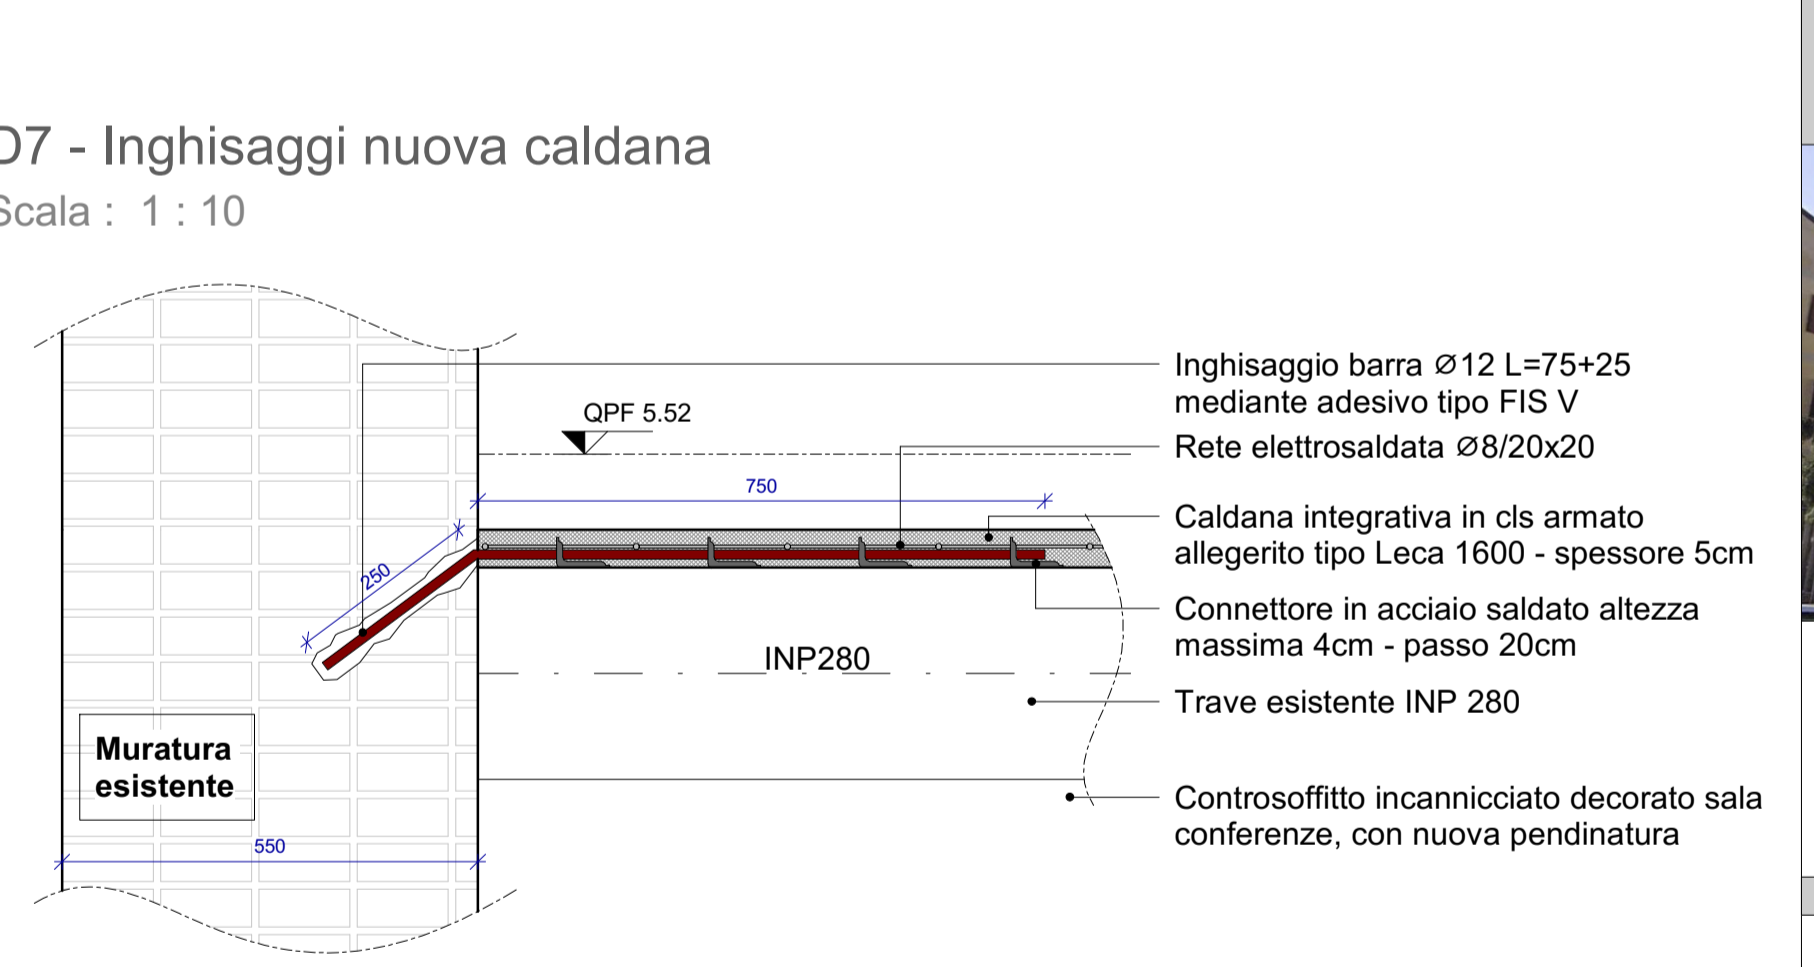 D7 - Inghisaggi nuova caldana
Scala : 1 : 10
Inghisaggio barra Ø12 L=75+25
mediante adesivo tipo FIS V
QPF 5.52
Rete elettrosaldata Ø8/20x20
750
Caldana integrativa in cls armato
allegerito tipo Leca 1600 - spessore 5cm
250
Connettore in acciaio saldato altezza
massima 4cm - passo 20cm
INP280
Trave esistente INP 280
Muratura
esistente
Controsoffitto incannicciato decorato sala
conferenze, con nuova pendinatura
550